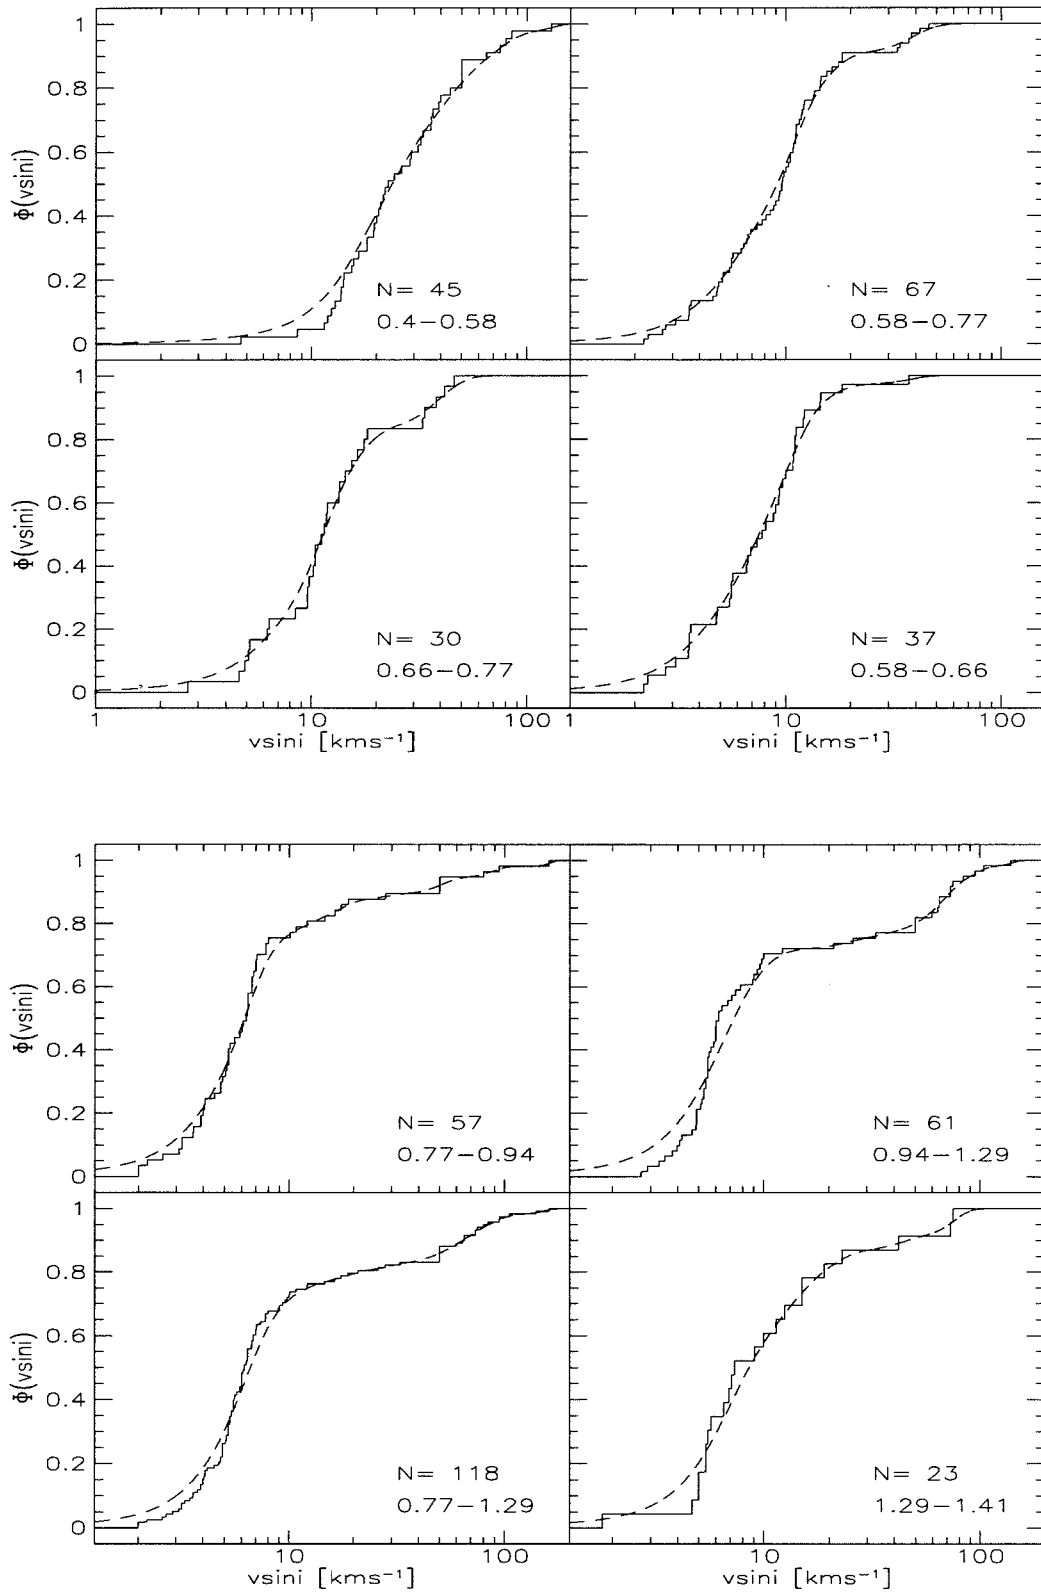 1
0.8
0.6
0.4
0.2
0
Φ(vsini)
N= 45
0.4−0.58
N= 67
0.58−0.77
1
0.8
0.6
0.4
0.2
0
Φ(vsini)
N= 30
0.66−0.77
N= 37
0.58−0.66
1 10 100 1 10 100
vsini [kms⁻¹] vsini [kms⁻¹]
1
0.8
0.6
0.4
0.2
0
Φ(vsini)
N= 57
0.77−0.94
N= 61
0.94−1.29
1
0.8
0.6
0.4
0.2
0
Φ(vsini)
N= 118
0.77−1.29
N= 23
1.29−1.41
10 100 10 100
vsini [kms⁻¹] vsini [kms⁻¹]